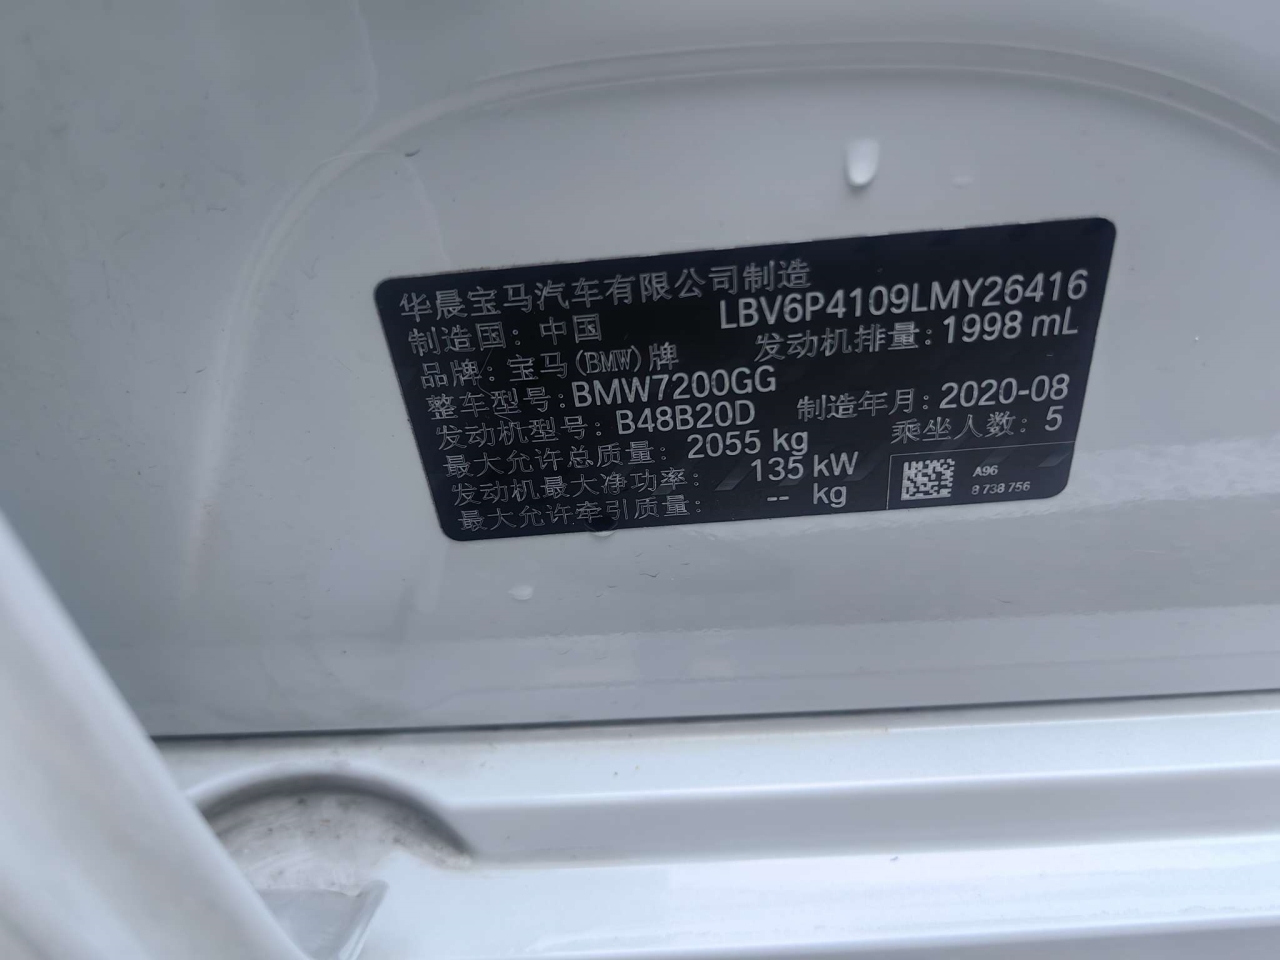 华晨宝马汽车有限公司制造
制造国：中国 LBV6P4109LMY26416
品牌：宝马(BMW)牌 发动机排量：1998 mL
整车型号：BMW7200GG
发动机型号：B48B20D 制造年月：2020-08
最大允许总质量：2055 kg 乘坐人数：5
发动机最大净功率：135 kW
最大允许牵引质量：-- kg
A96
8 738 756